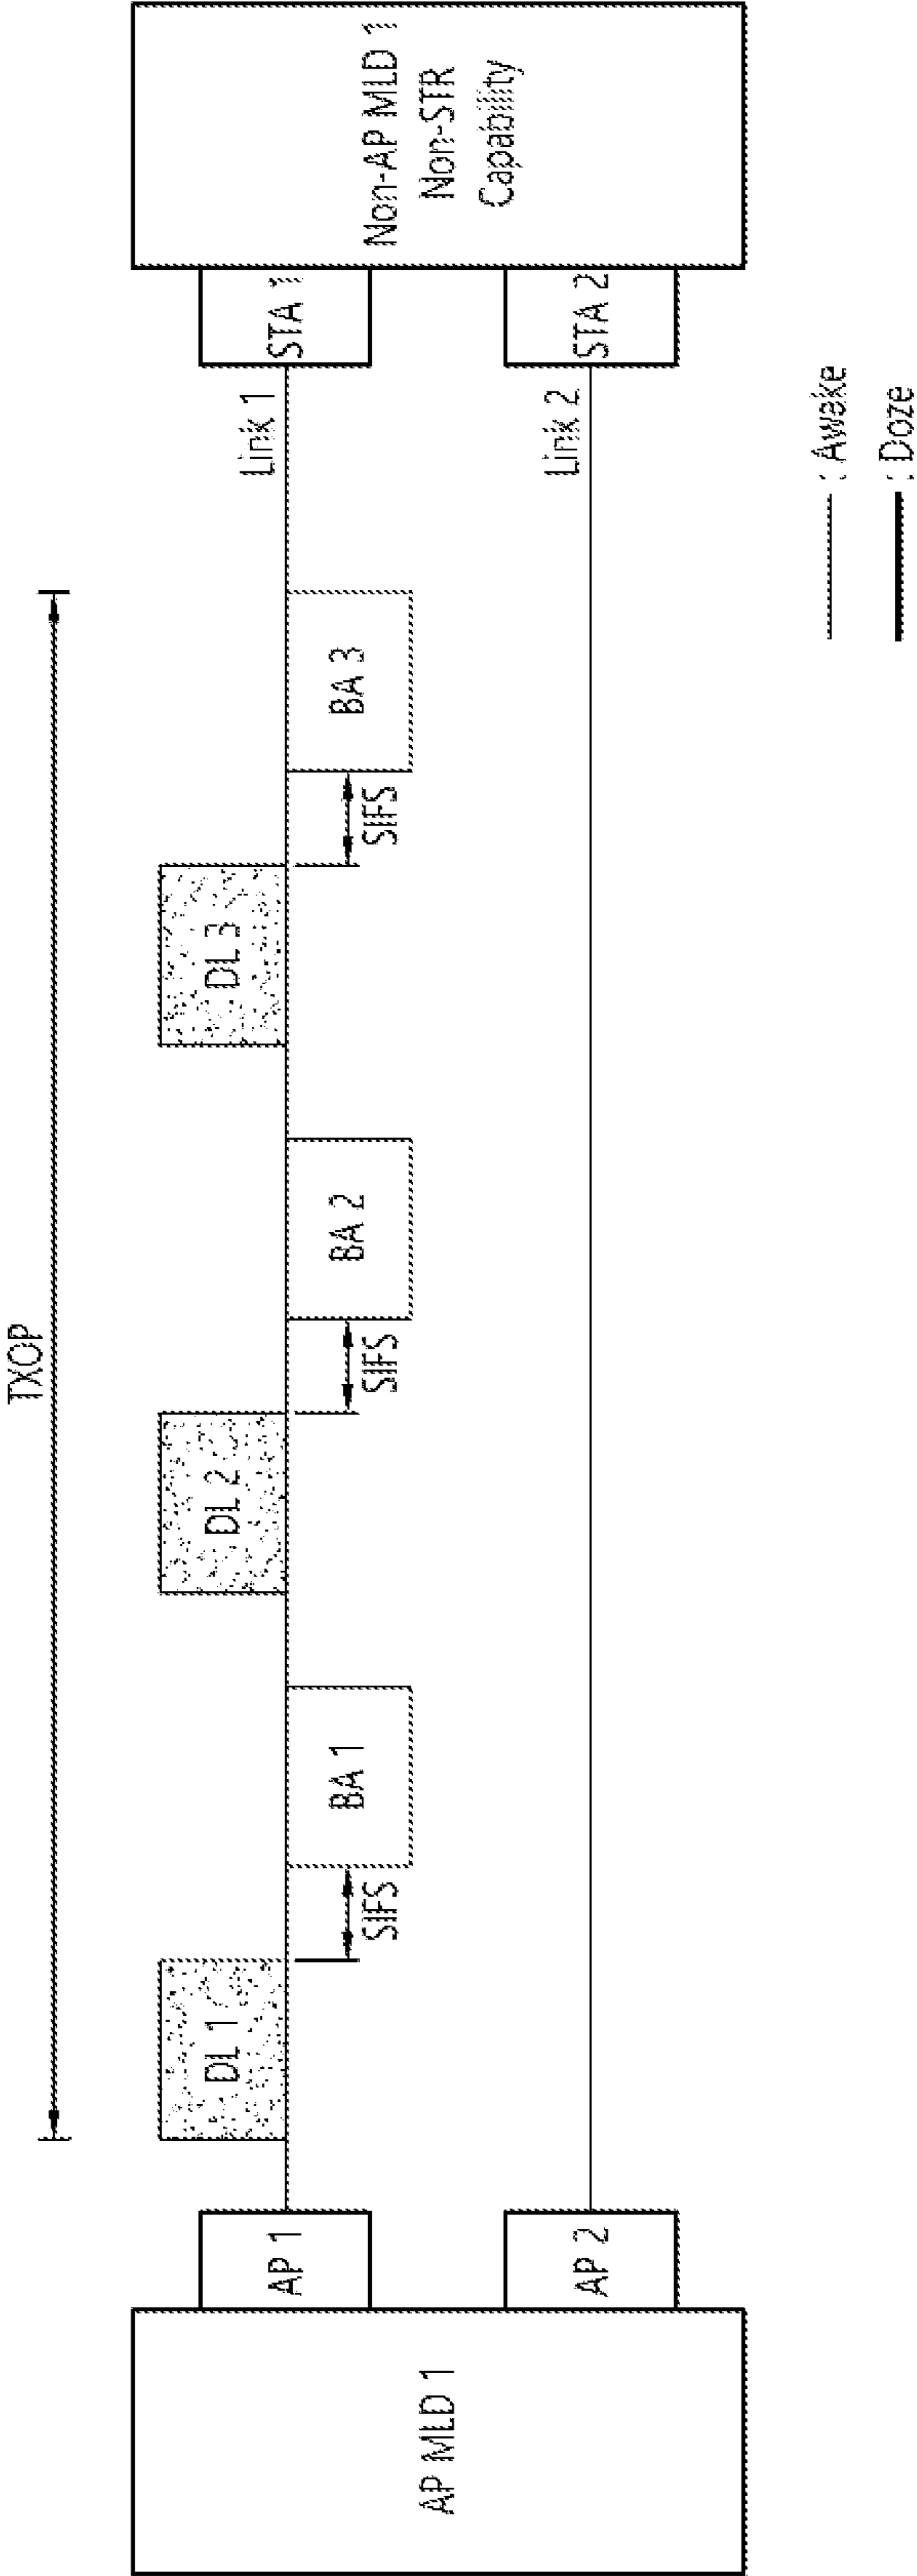 TXOP
DL 1
DL 2
DL 3
SIFS
BA 1
SIFS
BA 2
SIFS
BA 3
AP MLD 1
AP 1
AP 2
Link 1
Link 2
STA 1
STA 2
Non-AP MLD 1
Non-STR
Capability
: Awake
: Doze